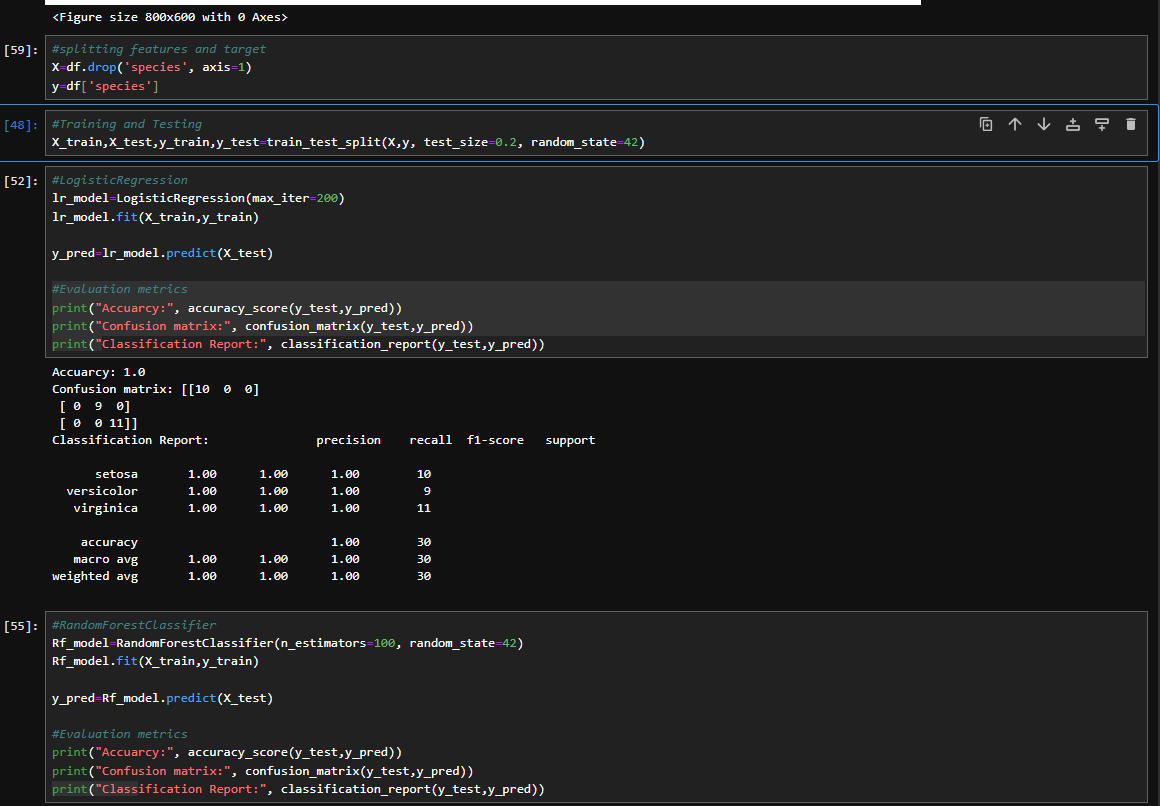 <Figure size 800x600 with 0 Axes>
[59]: #splitting features and target
X=df.drop('species', axis=1)
y=df['species']
[48]: #Training and Testing
X_train,X_test,y_train,y_test=train_test_split(X,y, test_size=0.2, random_state=42)
[52]: #LogisticRegression
lr_model=LogisticRegression(max_iter=200)
lr_model.fit(X_train,y_train)
y_pred=lr_model.predict(X_test)
#Evaluation metrics
print("Accuarcy:", accuracy_score(y_test,y_pred))
print("Confusion matrix:", confusion_matrix(y_test,y_pred))
print("Classification Report:", classification_report(y_test,y_pred))
Accuarcy: 1.0
Confusion matrix: [[10  0  0]
[ 0  9  0]
[ 0  0 11]]
Classification Report:               precision    recall  f1-score   support
setosa       1.00      1.00      1.00        10
versicolor       1.00      1.00      1.00         9
virginica       1.00      1.00      1.00        11
accuracy                           1.00        30
macro avg       1.00      1.00      1.00        30
weighted avg       1.00      1.00      1.00        30
[55]: #RandomForestClassifier
Rf_model=RandomForestClassifier(n_estimators=100, random_state=42)
Rf_model.fit(X_train,y_train)
y_pred=Rf_model.predict(X_test)
#Evaluation metrics
print("Accuarcy:", accuracy_score(y_test,y_pred))
print("Confusion matrix:", confusion_matrix(y_test,y_pred))
print("Classification Report:", classification_report(y_test,y_pred))